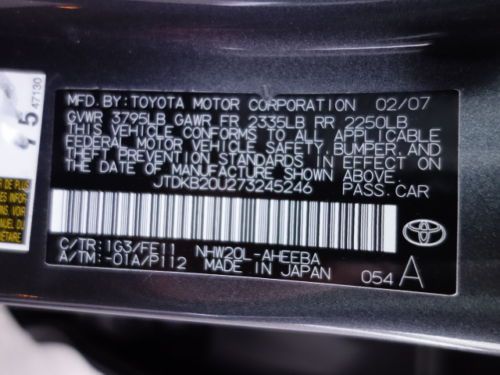 MFD. BY: TOYOTA MOTOR CORPORATION 02/07
GVWR 3795LB GAWR FR 2335LB RR 2250LB
THIS VEHICLE CONFORMS TO ALL APPLICABLE
FEDERAL MOTOR VEHICLE SAFETY, BUMPER, AND
THEFT PREVENTION STANDARDS IN EFFECT ON
THE DATE OF MANUFACTURE SHOWN ABOVE.
JTDKB20U273245246 PASS. CAR
C/TR: 1G3/FE11 NHW20L-AHEEBA
A/TM: -01A/P112 MADE IN JAPAN
054 A
5 47130